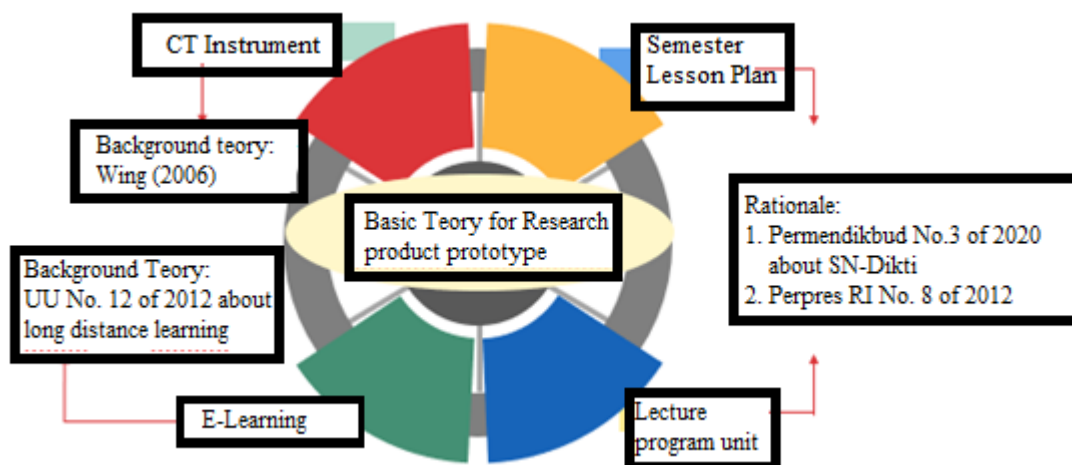 CT Instrument
Background teory:
Wing (2006)
Semester
Lesson Plan
Basic Teory for Research
product prototype
Rationale:
1. Permendikbud No.3 of 2020
about SN-Dikti
2. Perpres RI No. 8 of 2012
Background Teory:
UU No. 12 of 2012 about
long distance learning
E-Learning
Lecture
program unit